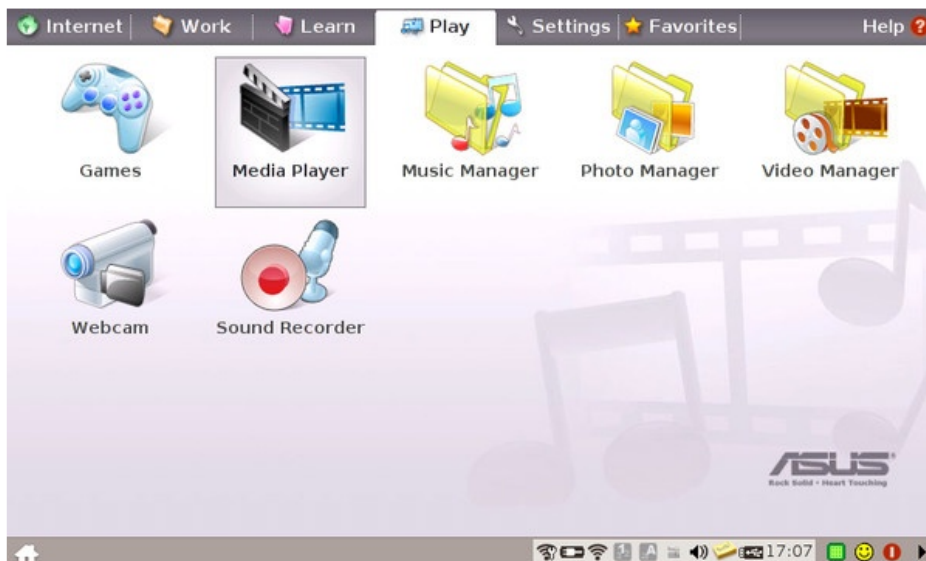 Internet Work Learn Play Settings Favorites Help ?
Games Media Player Music Manager Photo Manager Video Manager
Webcam Sound Recorder
ASUS
Rock Solid • Heart Touching
1 A 17:07